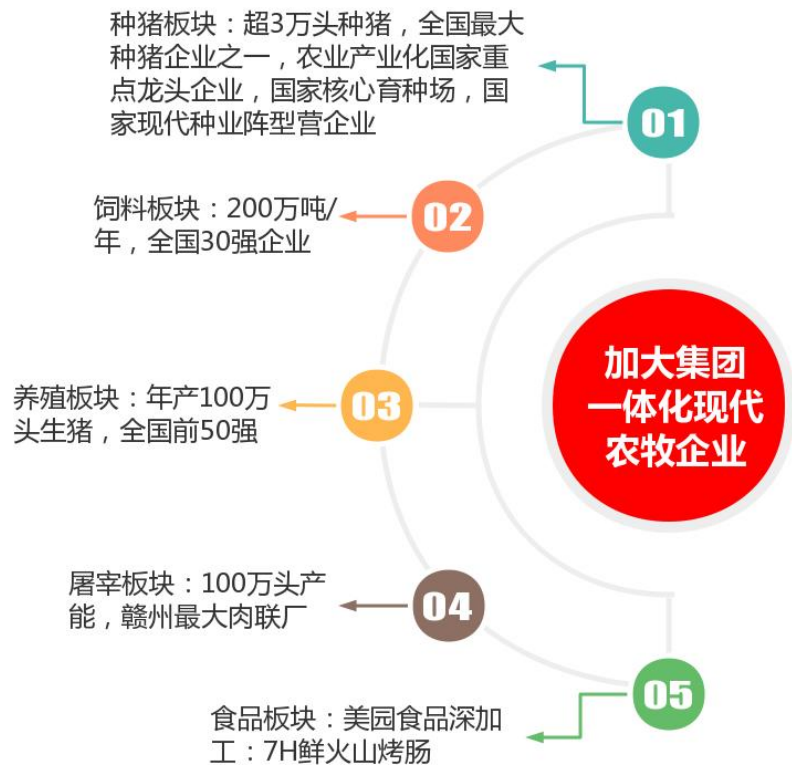 种猪板块：超3万头种猪，全国最大
种猪企业之一，农业产业化国家重
点龙头企业，国家核心育种场，国
家现代种业阵型营企业
01
饲料板块：200万吨/
年，全国30强企业
02
养殖板块：年产100万
头生猪，全国前50强
03
加大集团
一体化现代
农牧企业
屠宰板块：100万头产
能，赣州最大肉联厂
04
食品板块：美园食品深加
工：7H鲜火山烤肠
05